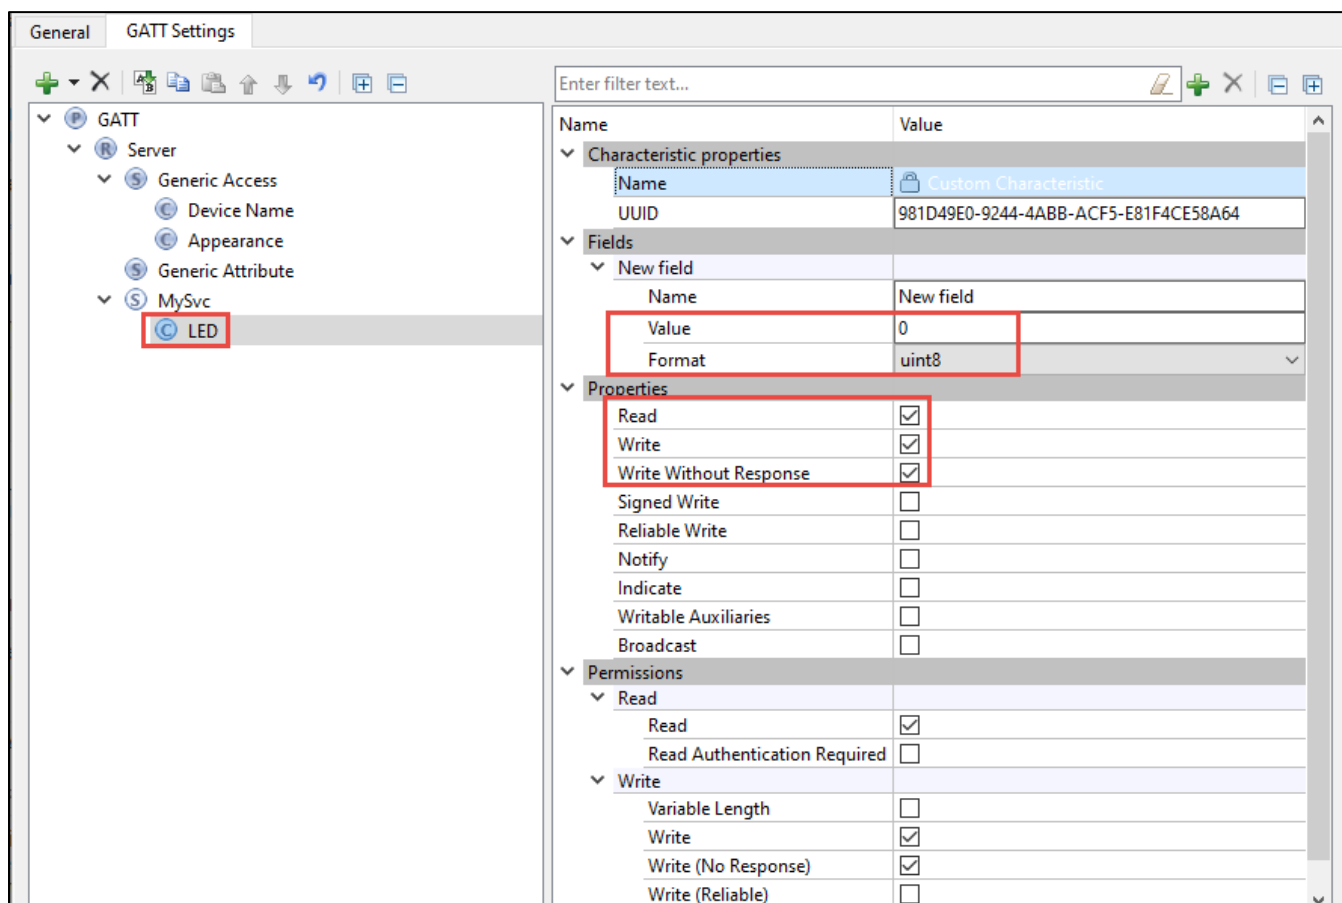 General GATT Settings
Enter filter text...
GATT
Server
Generic Access
Device Name
Appearance
Generic Attribute
MySvc
LED
Name Value
Characteristic properties
Name Custom Characteristic
UUID 981D49E0-9244-4ABB-ACF5-E81F4CE58A64
Fields
New field
Name New field
Value 0
Format uint8
Properties
Read
Write
Write Without Response
Signed Write
Reliable Write
Notify
Indicate
Writable Auxiliaries
Broadcast
Permissions
Read
Read
Read Authentication Required
Write
Variable Length
Write
Write (No Response)
Write (Reliable)